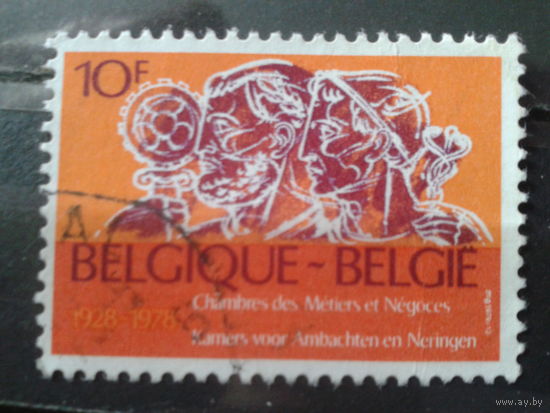 10F
BELGIQUE ~ BELGIË
1928-1978
Chambres des Métiers et Négoces
Kamers voor Ambachten en Neringen
www.ay.by